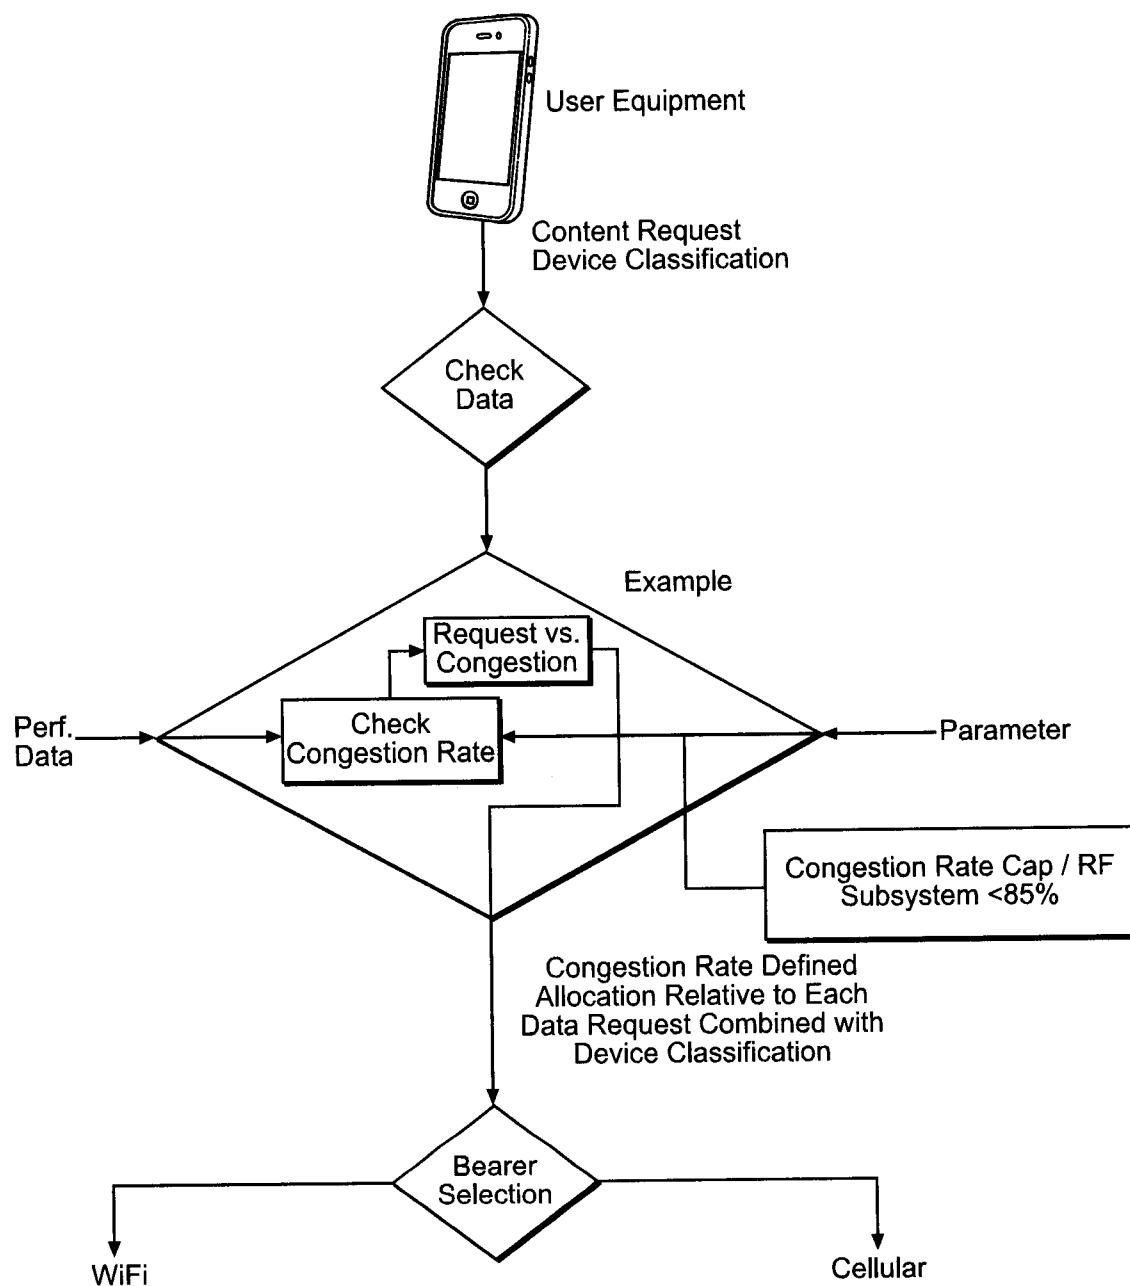 User Equipment
Content Request
Device Classification
Check
Data
Example
Request vs.
Congestion
Perf.
Data
Check
Congestion Rate
Parameter
Congestion Rate Cap / RF
Subsystem <85%
Congestion Rate Defined
Allocation Relative to Each
Data Request Combined with
Device Classification
Bearer
Selection
WiFi
Cellular